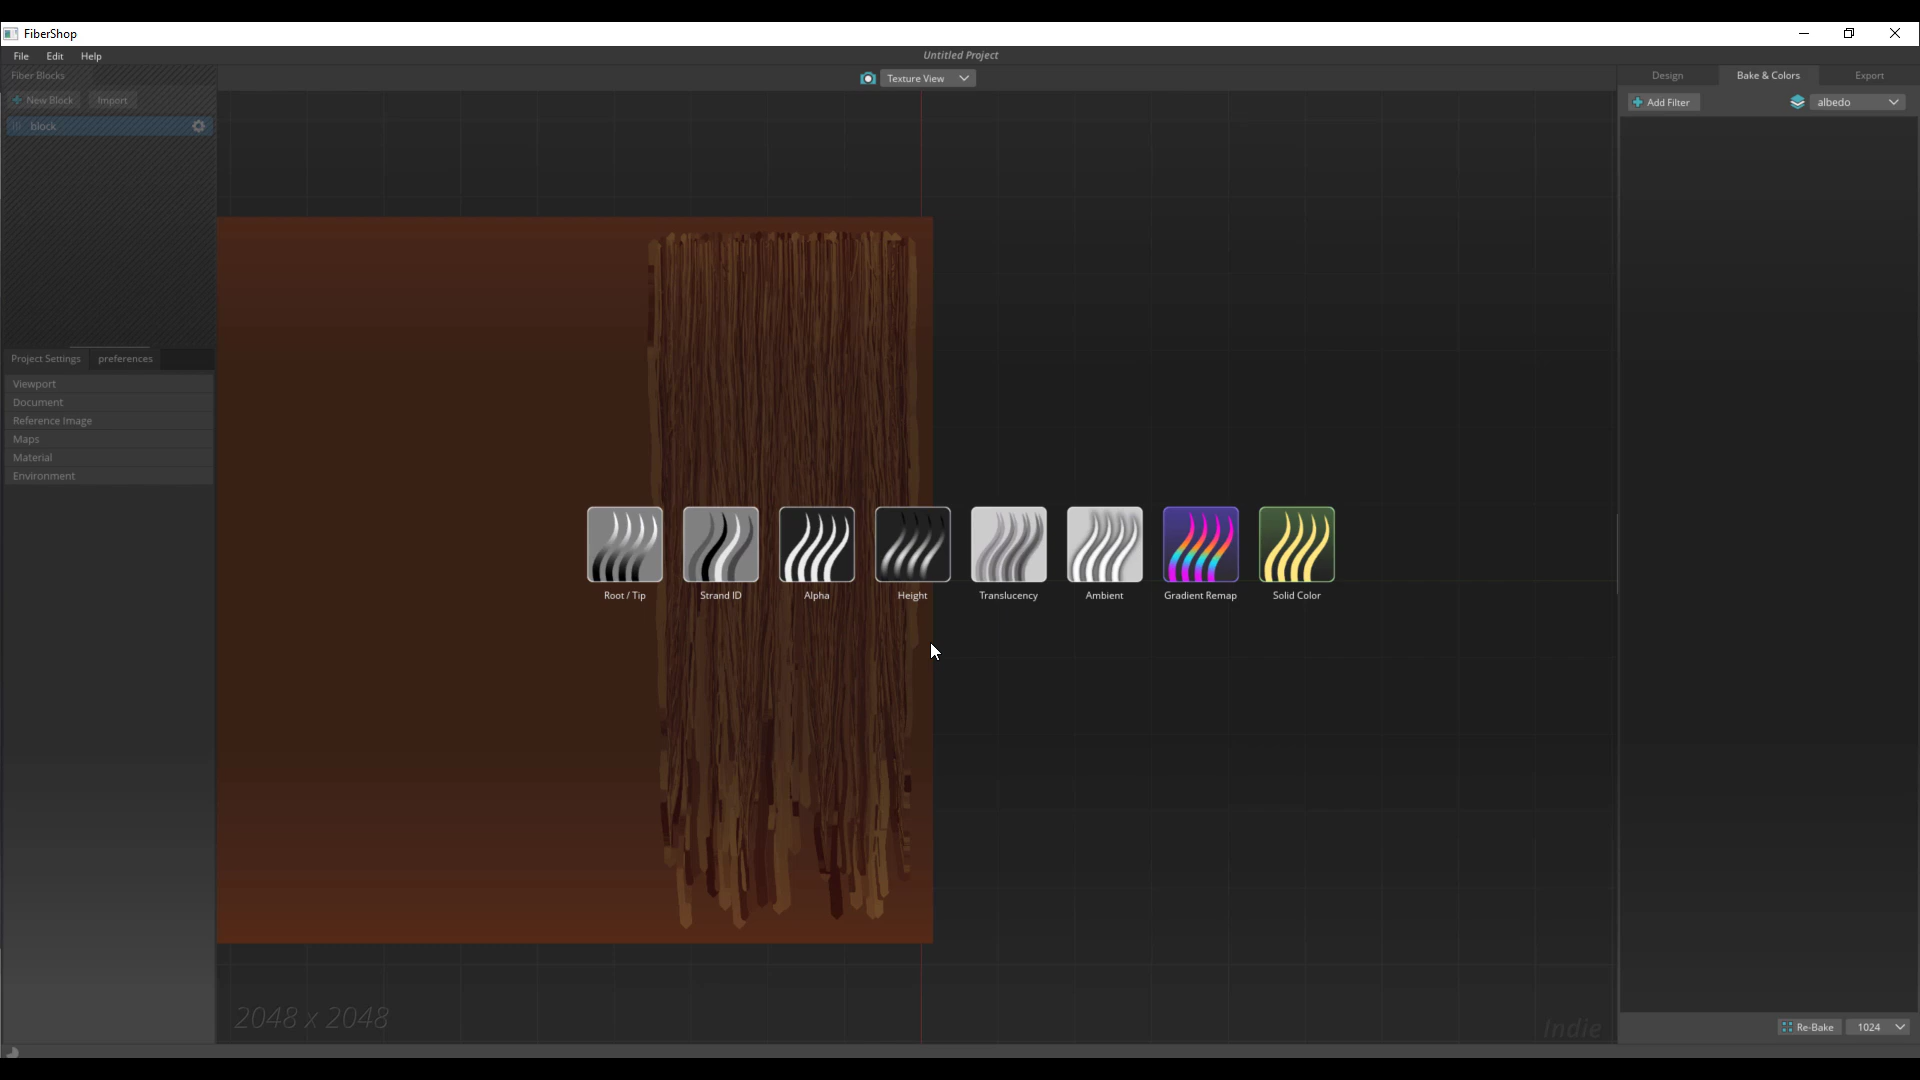 FiberShop
File Edit Help
Untitled Project
Fiber Blocks
Texture View
Design Bake & Colors Export
New Block Import
Add Filter albedo
block
Project Settings preferences
Viewport
Document
Reference Image
Maps
Material
Environment
Root / Tip Strand ID Alpha Height Translucency Ambient Gradient Remap Solid Color
2048 x 2048
Indie
Re-Bake 1024